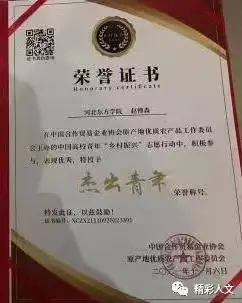 荣誉证书
Honorary certificate
河北东方学院 赵博森
在中国合作贸易企业协会原产地优质农产品工作委员
会主办的中国高校青年“乡村振兴”志愿行动中，积极参
与，表现优秀，特授予
杰出青年
荣誉称号。
特发此证，以兹鼓励！
中国合作贸易企业协会
原产地优质农产品工作委员会
精彩人文